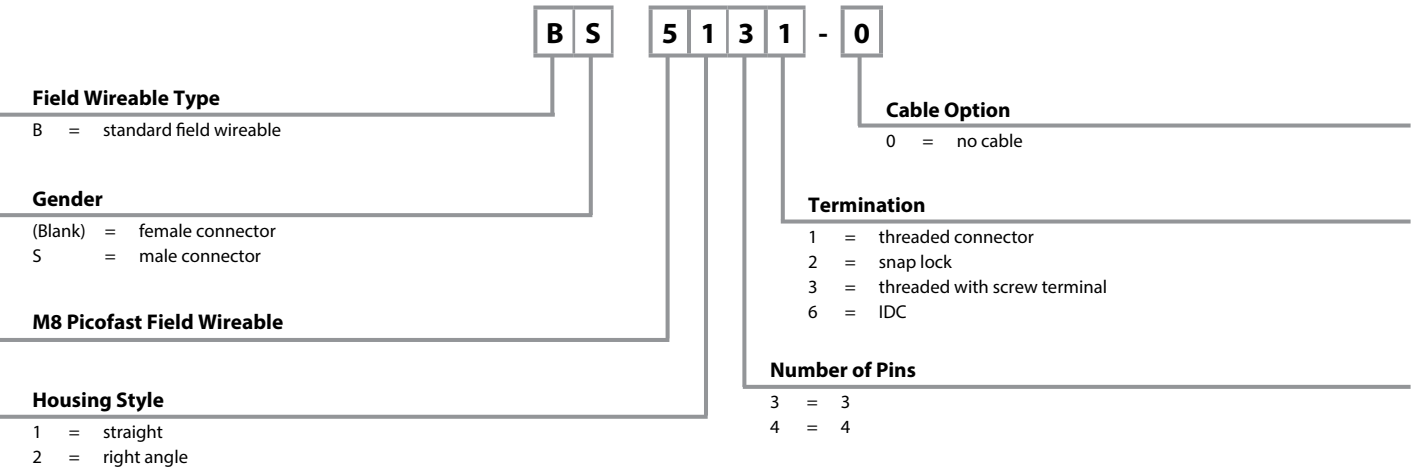 B S 5 1 3 1 - 0
Field Wireable Type
B = standard field wireable
Gender
(Blank) = female connector
S = male connector
M8 Picofast Field Wireable
Housing Style
1 = straight
2 = right angle
Cable Option
0 = no cable
Termination
1 = threaded connector
2 = snap lock
3 = threaded with screw terminal
6 = IDC
Number of Pins
3 = 3
4 = 4